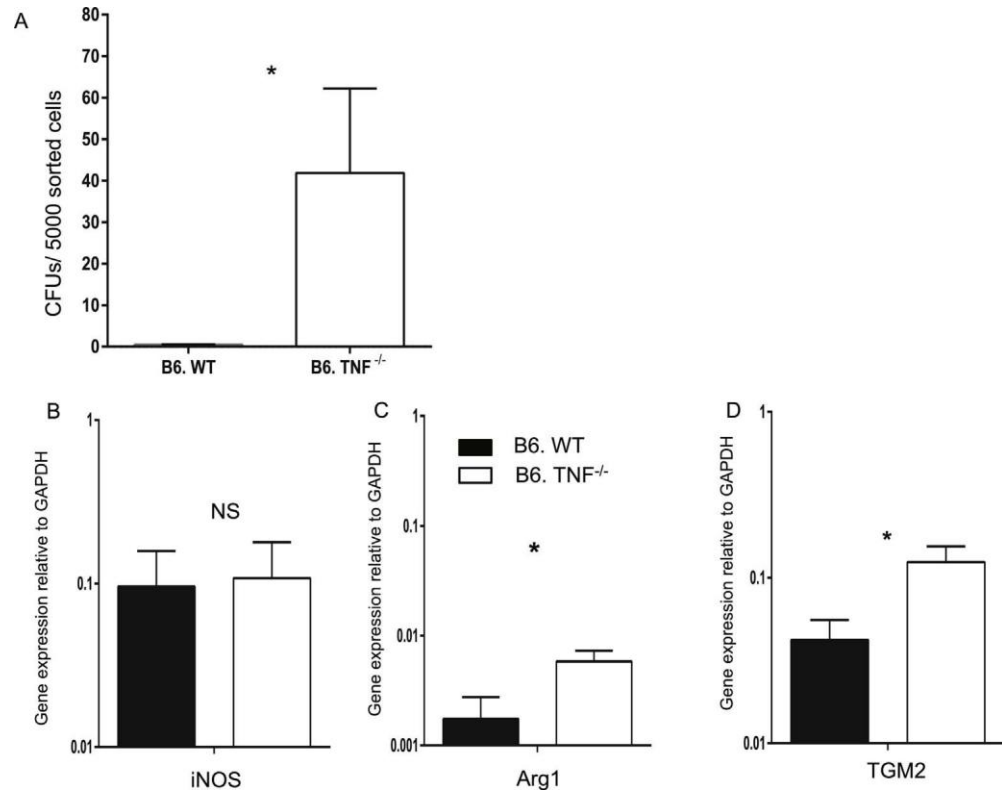 A
CFUs/ 5000 sorted cells
80
70
60
50
40
30
20
10
0
*
B6. WT
B6. TNF -/-
B
Gene expression relative to GAPDH
1
0.1
0.01
NS
iNOS
C
Gene expression relative to GAPDH
1
0.1
0.01
0.001
B6. WT
B6. TNF-/-
*
Arg1
D
Gene expression relative to GAPDH
1
0.1
0.01
*
TGM2